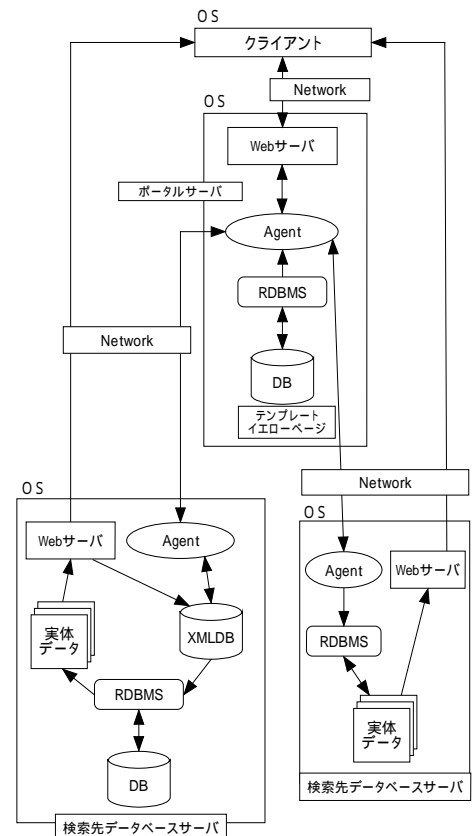 OS
クライアント
Network
OS
Webサーバ
ポータルサーバ
Agent
RDBMS
DB
テンプレート
イエローページ
Network
Network
OS
Webサーバ
Agent
実体
データ
XMLDB
RDBMS
DB
検索先データベースサーバ
OS
Agent
Webサーバ
RDBMS
実体
データ
検索先データベースサーバ